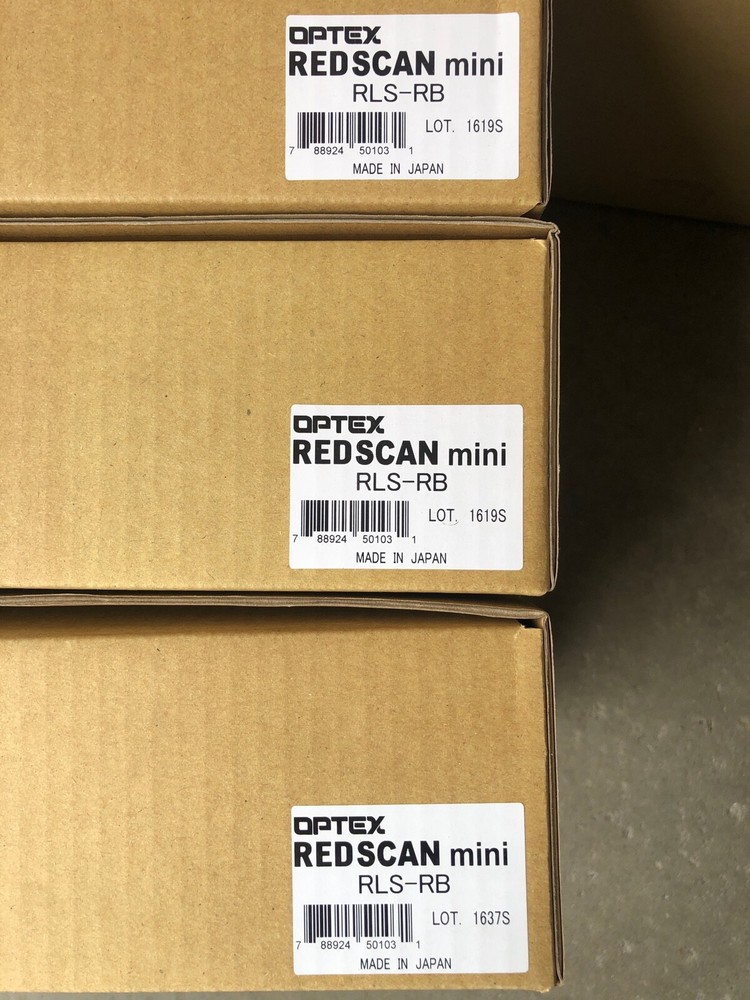 OPTEX
REDSCAN mini
RLS-RB
LOT. 1619S
7 88924 50103 1
MADE IN JAPAN
OPTEX
REDSCAN mini
RLS-RB
LOT. 1619S
7 88924 50103 1
MADE IN JAPAN
OPTEX
REDSCAN mini
RLS-RB
LOT. 1637S
7 88924 50103 1
MADE IN JAPAN